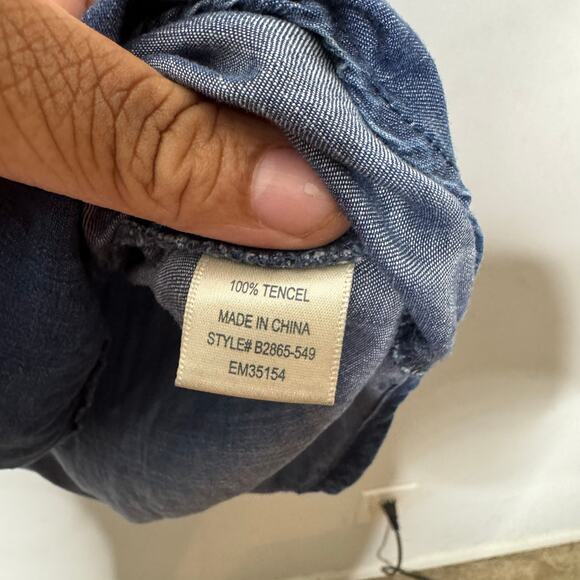 100% TENCEL
MADE IN CHINA
STYLE# B2865-549
EM35154